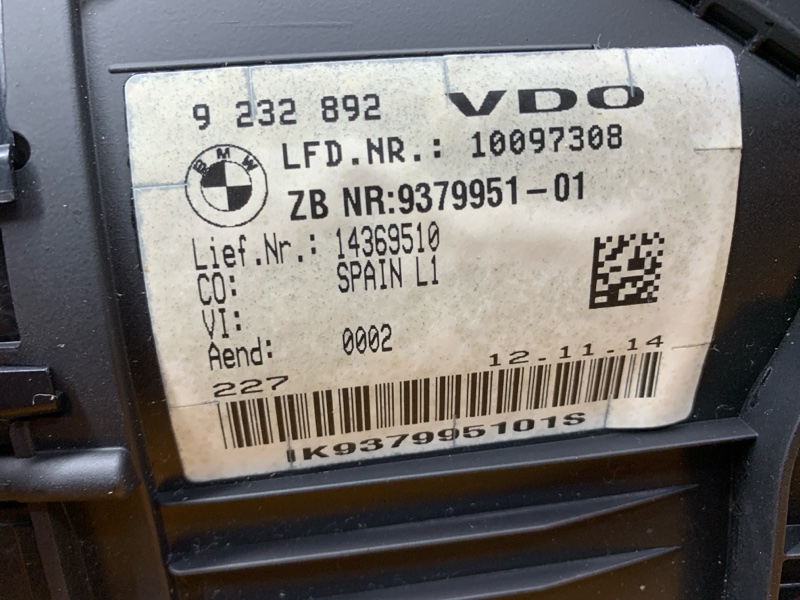 9 232 892 VDO
BMW
LFD.NR.: 10097308
ZB NR:9379951-01
Lief.Nr.: 14369510
CO: SPAIN L1
VI:
Aend: 0002
227 12.11.14
K937995101S